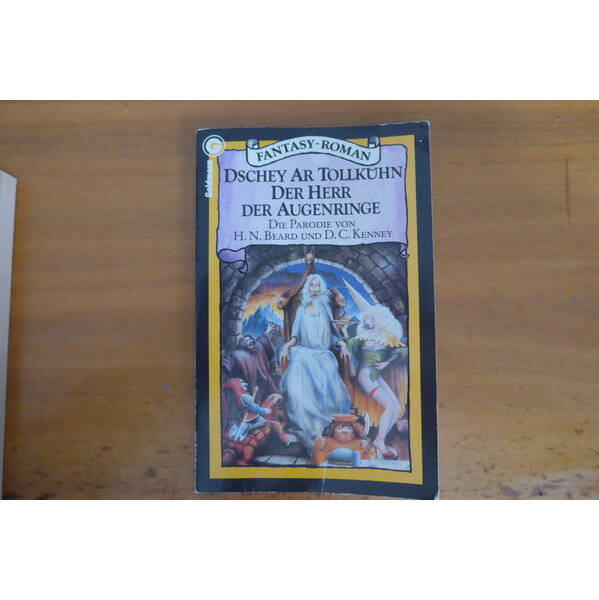 Goldmann
FANTASY-ROMAN
DSCHEY AR TOLLKÜHN
DER HERR
DER AUGENRINGE
DIE PARODIE VON
H. N. BEARD UND D. C. KENNEY